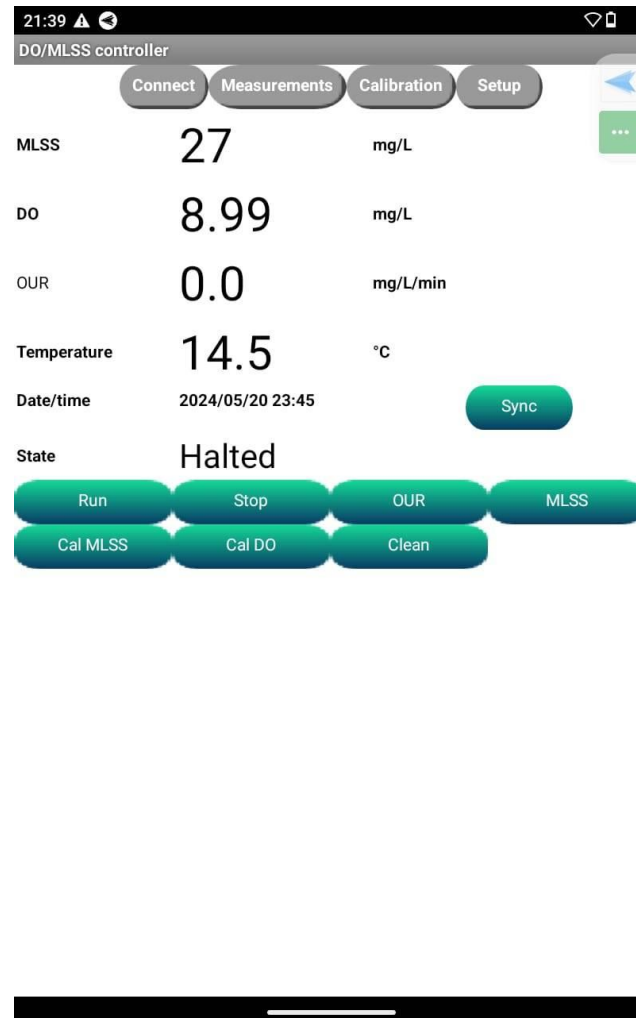 21:39
DO/MLSS controller
Connect Measurements Calibration Setup
MLSS 27 mg/L
DO 8.99 mg/L
OUR 0.0 mg/L/min
Temperature 14.5 °C
Date/time 2024/05/20 23:45 Sync
State Halted
Run Stop OUR MLSS
Cal MLSS Cal DO Clean